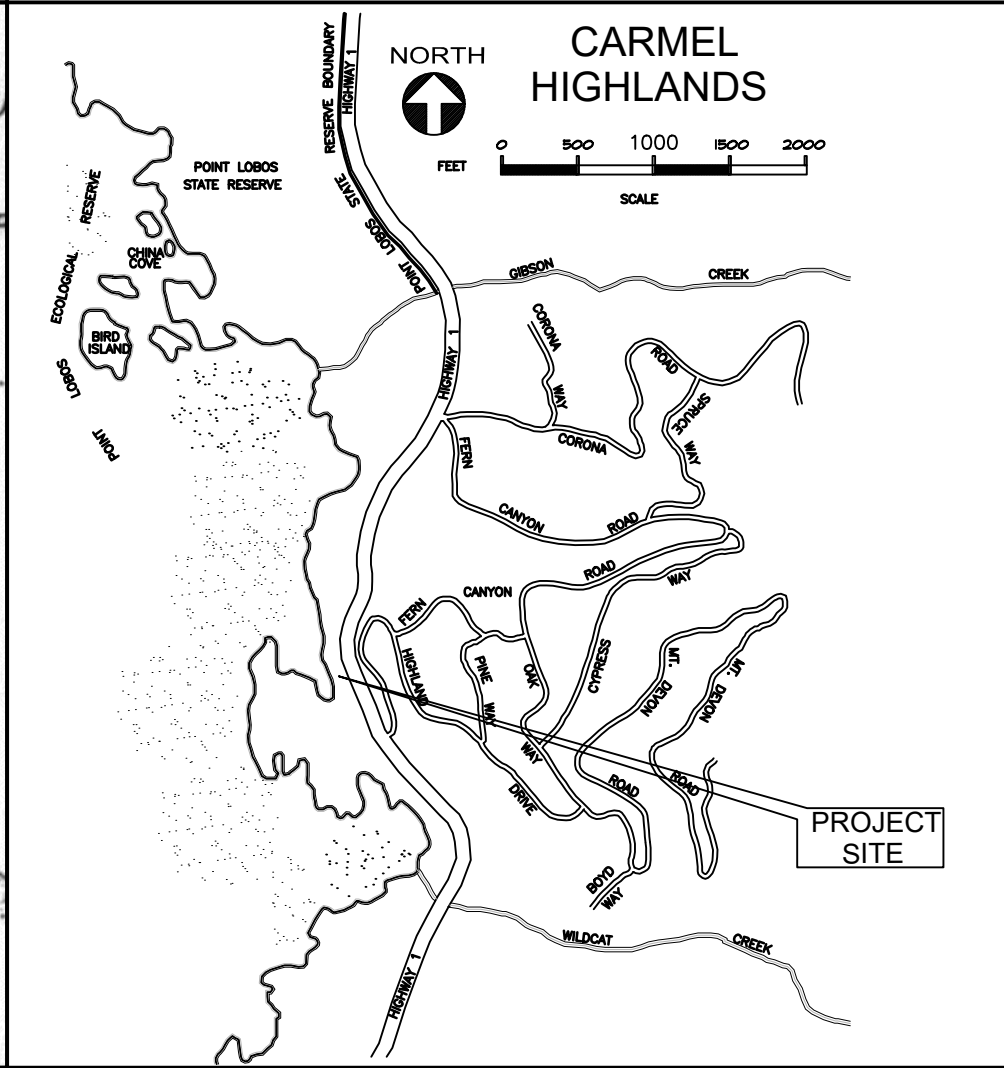 CARMEL
HIGHLANDS
NORTH
0 500 1000 1500 2000
FEET
SCALE
RESERVE BOUNDARY
HIGHWAY 1
POINT LOBOS STATE
POINT LOBOS
STATE RESERVE
POINT LOBOS ECOLOGICAL RESERVE
CHINA
COVE
BIRD
ISLAND
GIBSON CREEK
HIGHWAY 1
CORONA WAY
CORONA ROAD
SPRUCE WAY
FERN CANYON ROAD
FERN CANYON ROAD
CYPRESS WAY
HIGHLAND DRIVE
PINE WAY
OAK WAY
MT. DEVON ROAD
MT. DEVON ROAD
BOYD WAY
PROJECT
SITE
WILDCAT CREEK
HIGHWAY 1